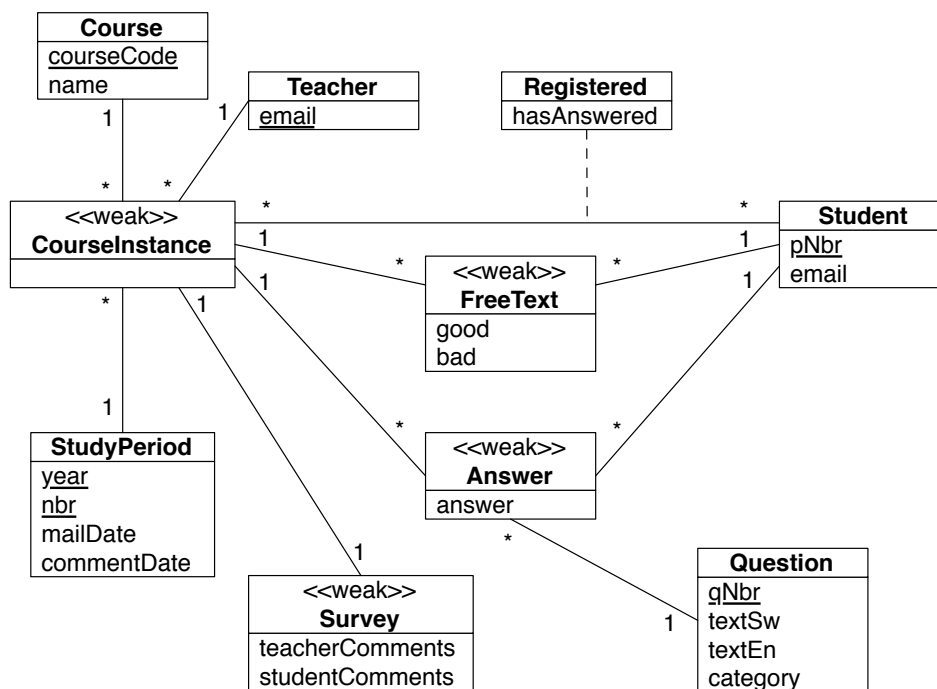 Course
courseCode
name
Teacher
email
Registered
hasAnswered
1
1
*
*
<<weak>>
CourseInstance
*
*
Student
pNbr
email
1
*
<<weak>>
FreeText
good
bad
*
1
1
1
*
1
*
1
StudyPeriod
year
nbr
mailDate
commentDate
*
<<weak>>
Answer
answer
*
*
1
<<weak>>
Survey
teacherComments
studentComments
1
Question
qNbr
textSw
textEn
category